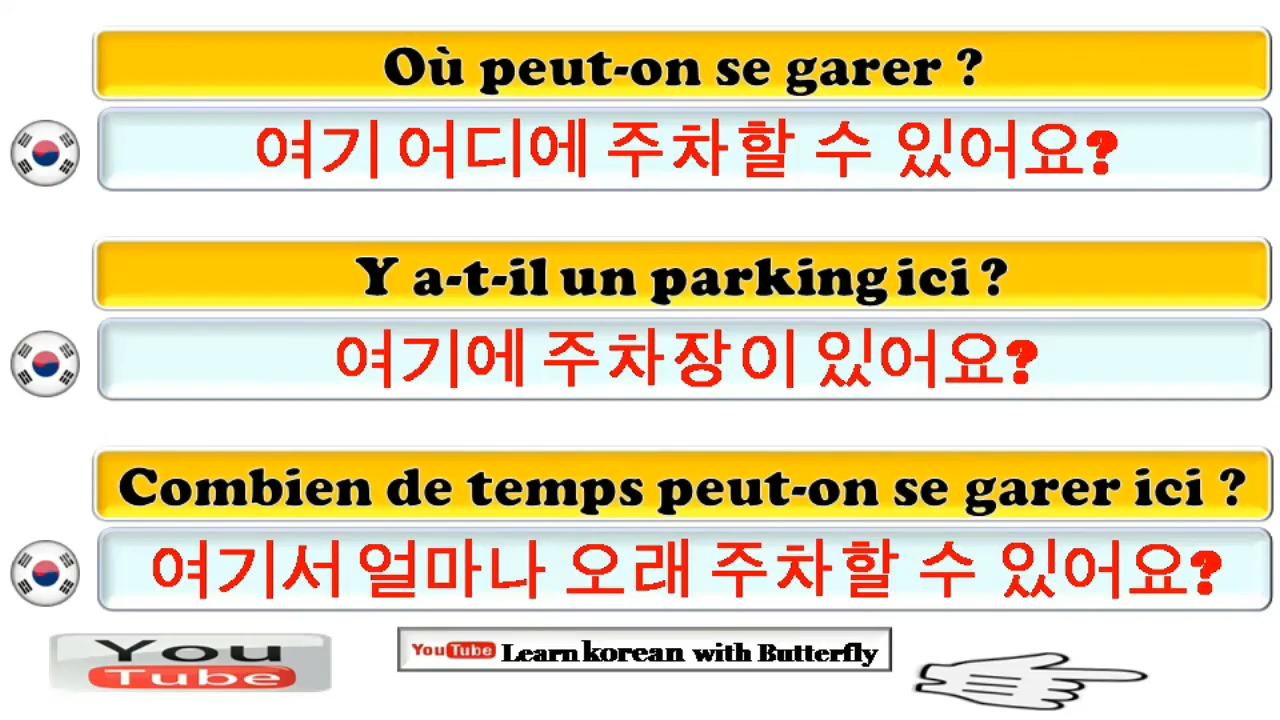 Où peut-on se garer ?
여기 어디에 주차할 수 있어요?
Y a-t-il un parking ici ?
여기에 주차장이 있어요?
Combien de temps peut-on se garer ici ?
여기서 얼마나 오래 주차할 수 있어요?
You
Tube
YouTube Learn korean with Butterfly